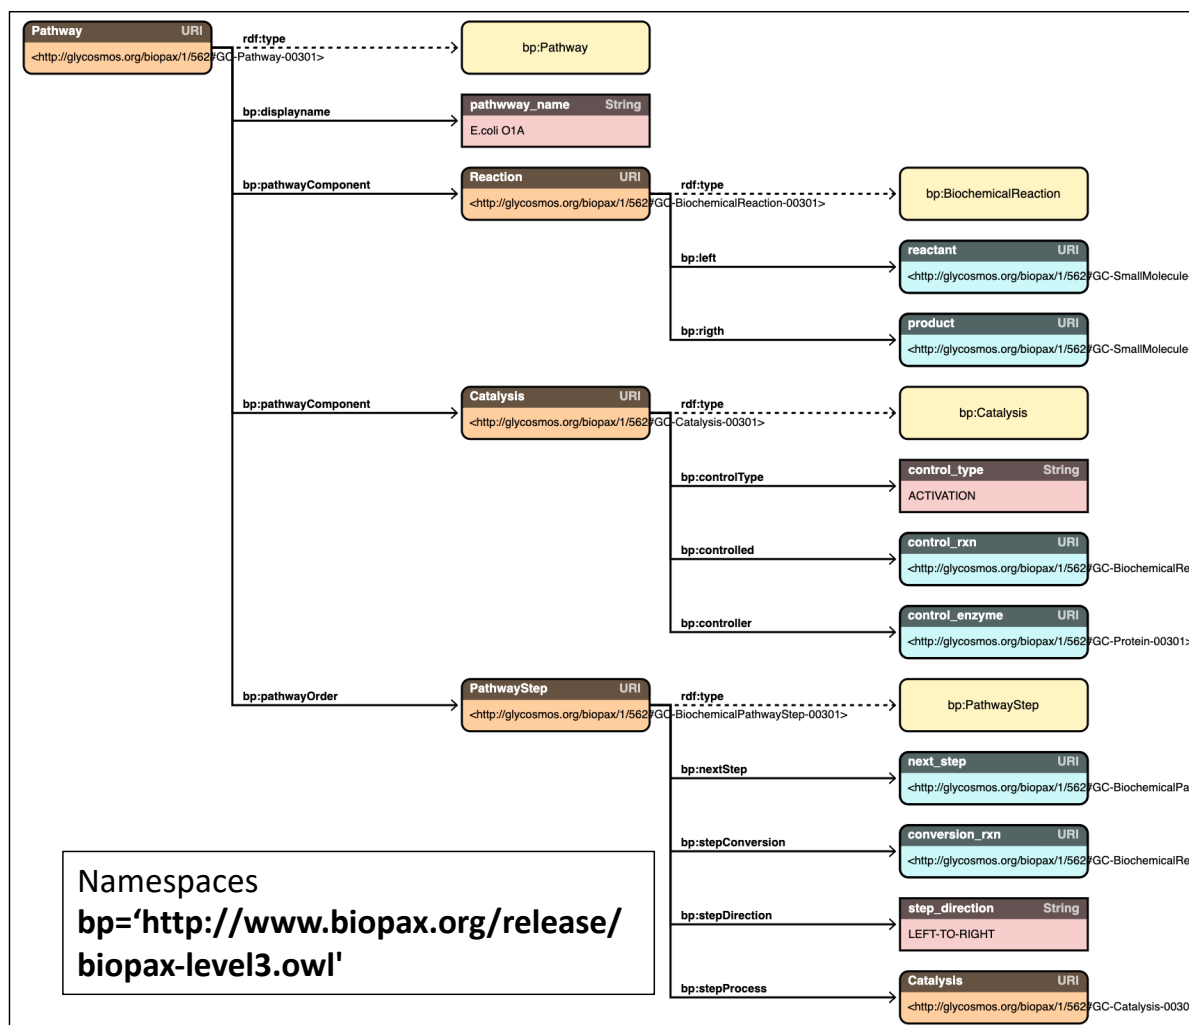 Pathway URI
<http://glycosmos.org/biopax/1/562#GC-Pathway-00301>
rdf:type
bp:Pathway
bp:displayname
pathwway_name String
E.coli O1A
bp:pathwayComponent
Reaction URI
<http://glycosmos.org/biopax/1/562#GC-BiochemicalReaction-00301>
rdf:type
bp:BiochemicalReaction
bp:left
reactant URI
<http://glycosmos.org/biopax/1/562#GC-SmallMolecule-
bp:rigth
product URI
<http://glycosmos.org/biopax/1/562#GC-SmallMolecule-
bp:pathwayComponent
Catalysis URI
<http://glycosmos.org/biopax/1/562#GC-Catalysis-00301>
rdf:type
bp:Catalysis
bp:controlType
control_type String
ACTIVATION
bp:controlled
control_rxn URI
<http://glycosmos.org/biopax/1/562#GC-BiochemicalRe
bp:controller
control_enzyme URI
<http://glycosmos.org/biopax/1/562#GC-Protein-00301>
bp:pathwayOrder
PathwayStep URI
<http://glycosmos.org/biopax/1/562#GC-BiochemicalPathwayStep-00301>
rdf:type
bp:PathwayStep
bp:nextStep
next_step URI
<http://glycosmos.org/biopax/1/562#GC-BiochemicalPa
bp:stepConversion
conversion_rxn URI
<http://glycosmos.org/biopax/1/562#GC-BiochemicalRe
bp:stepDirection
step_direction String
LEFT-TO-RIGHT
bp:stepProcess
Catalysis URI
<http://glycosmos.org/biopax/1/562#GC-Catalysis-0030
Namespaces
bp=‘http://www.biopax.org/release/
biopax-level3.owl'